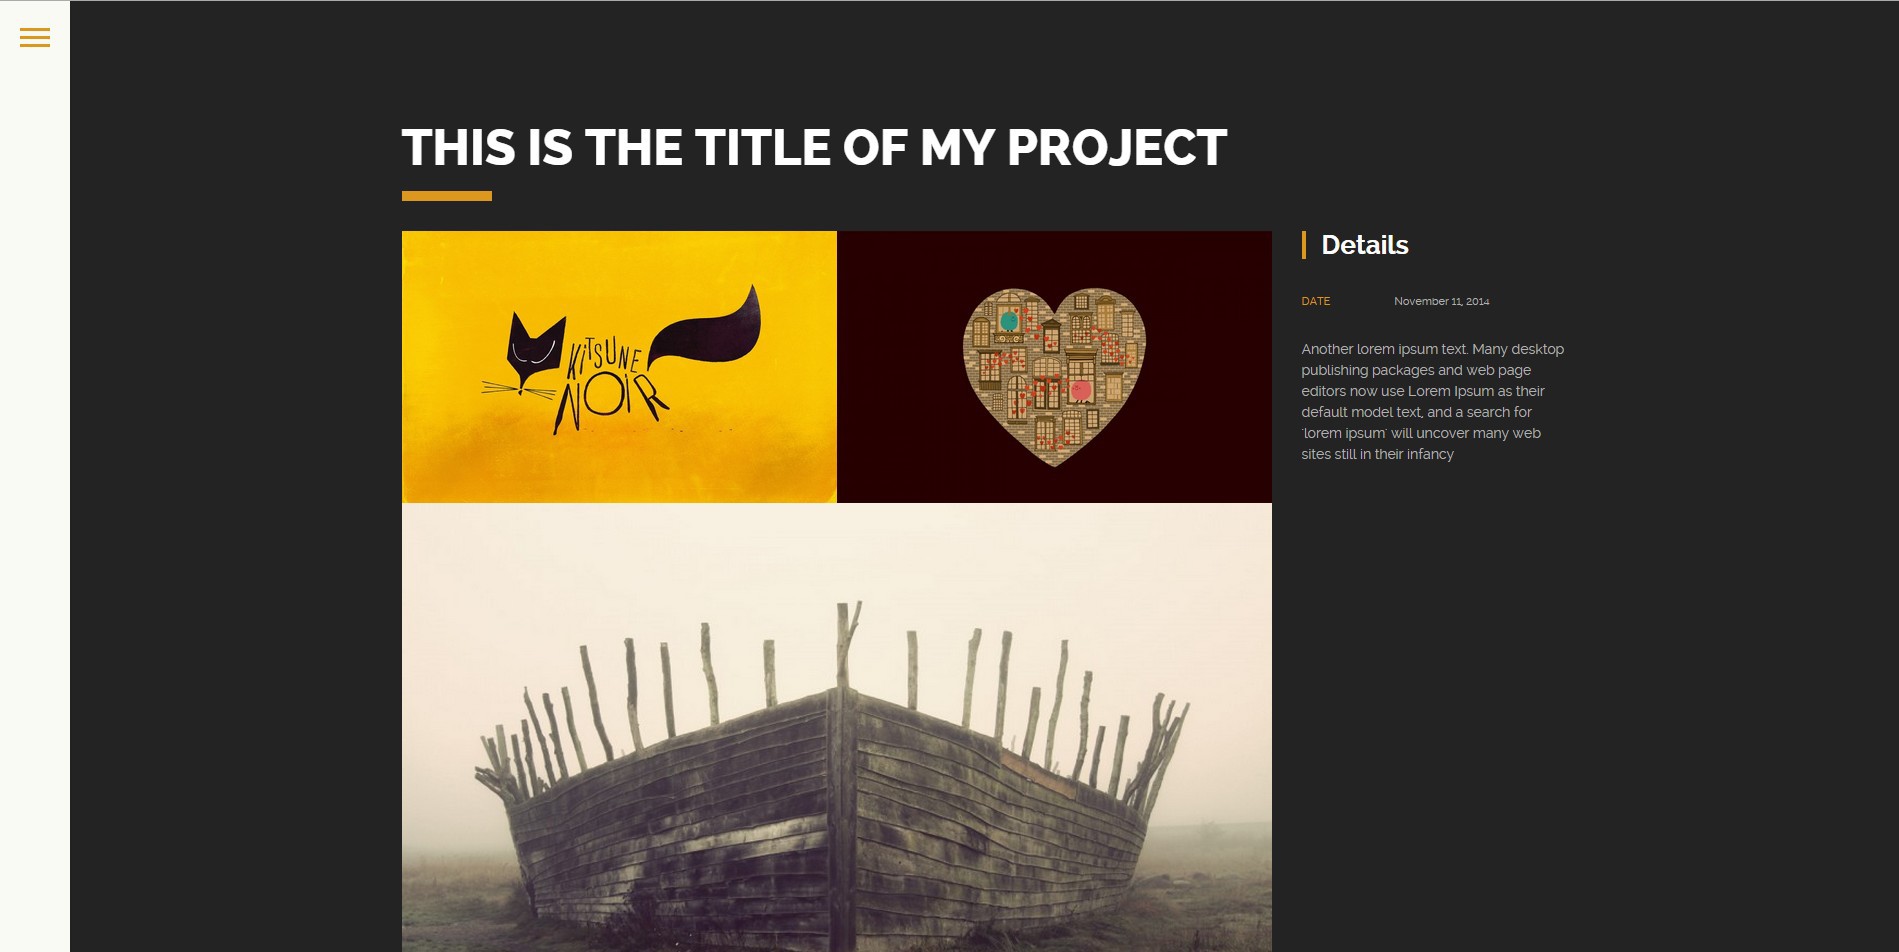 THIS IS THE TITLE OF MY PROJECT
KiTSUNE
NOiR
Details
DATE November 11, 2014
Another lorem ipsum text. Many desktop
publishing packages and web page
editors now use Lorem Ipsum as their
default model text, and a search for
'lorem ipsum' will uncover many web
sites still in their infancy